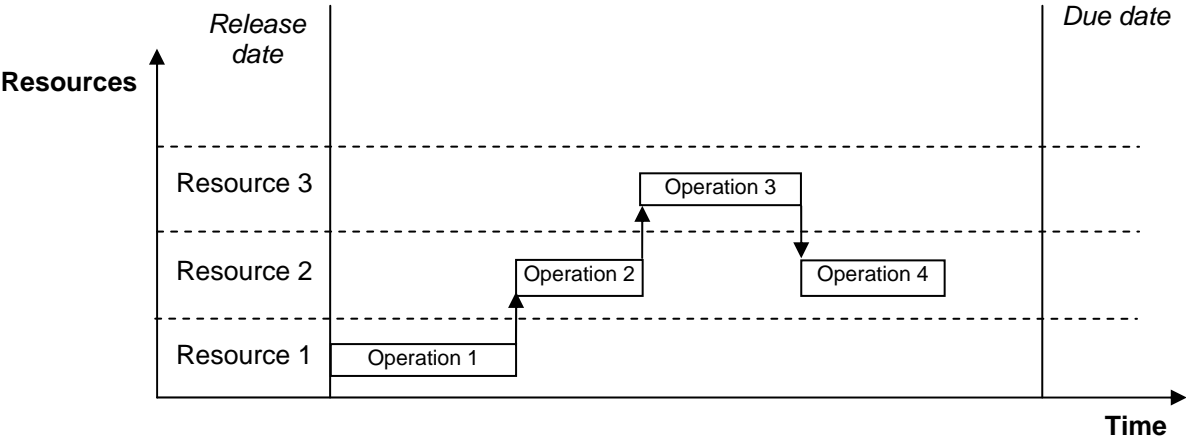 Release
date
Due date
Resources
Resource 3
Operation 3
Resource 2
Operation 2
Operation 4
Resource 1
Operation 1
Time